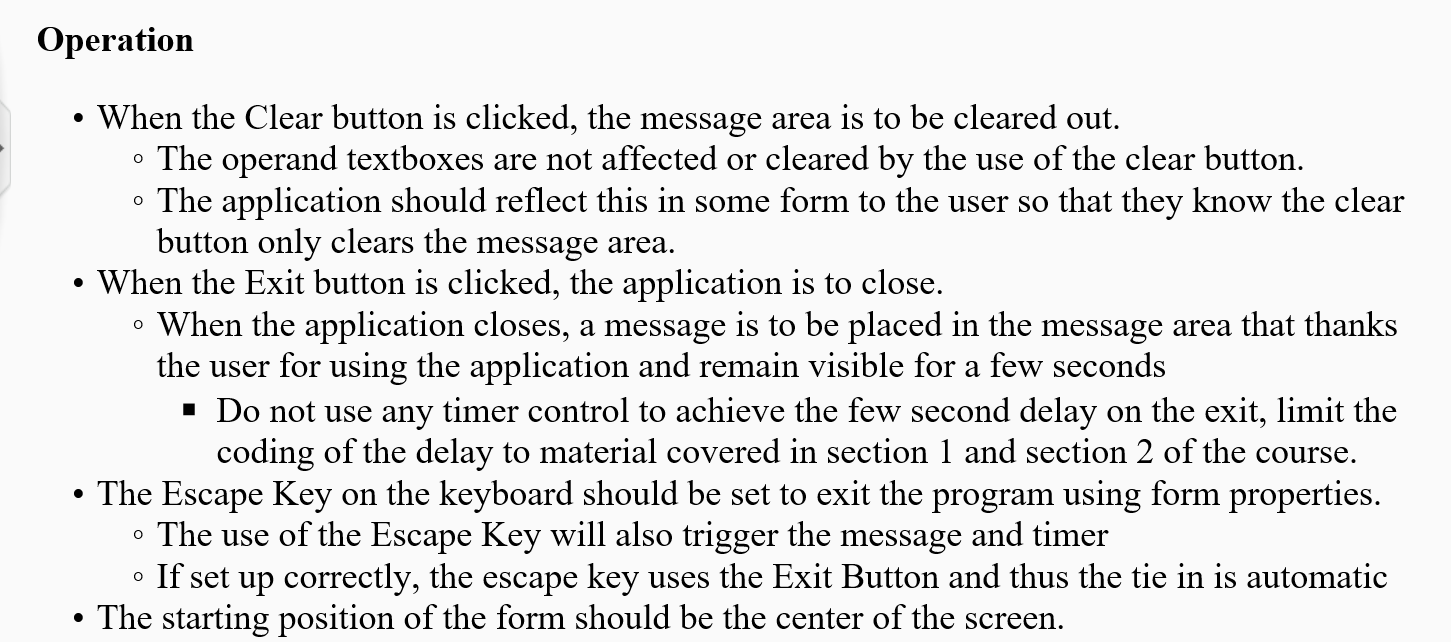 Operation
• When the Clear button is clicked, the message area is to be cleared out.
◦ The operand textboxes are not affected or cleared by the use of the clear button.
◦ The application should reflect this in some form to the user so that they know the clear
button only clears the message area.
• When the Exit button is clicked, the application is to close.
◦ When the application closes, a message is to be placed in the message area that thanks
the user for using the application and remain visible for a few seconds
▪ Do not use any timer control to achieve the few second delay on the exit, limit the
coding of the delay to material covered in section 1 and section 2 of the course.
• The Escape Key on the keyboard should be set to exit the program using form properties.
◦ The use of the Escape Key will also trigger the message and timer
◦ If set up correctly, the escape key uses the Exit Button and thus the tie in is automatic
• The starting position of the form should be the center of the screen.